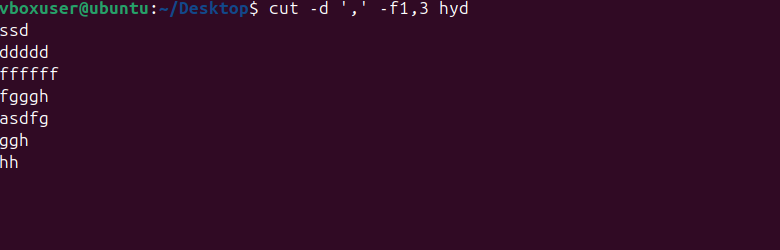 vboxuser@ubuntu:~/Desktop$ cut -d ',' -f1,3 hyd
ssd
ddddd
ffffff
fgggh
asdfg
ggh
hh